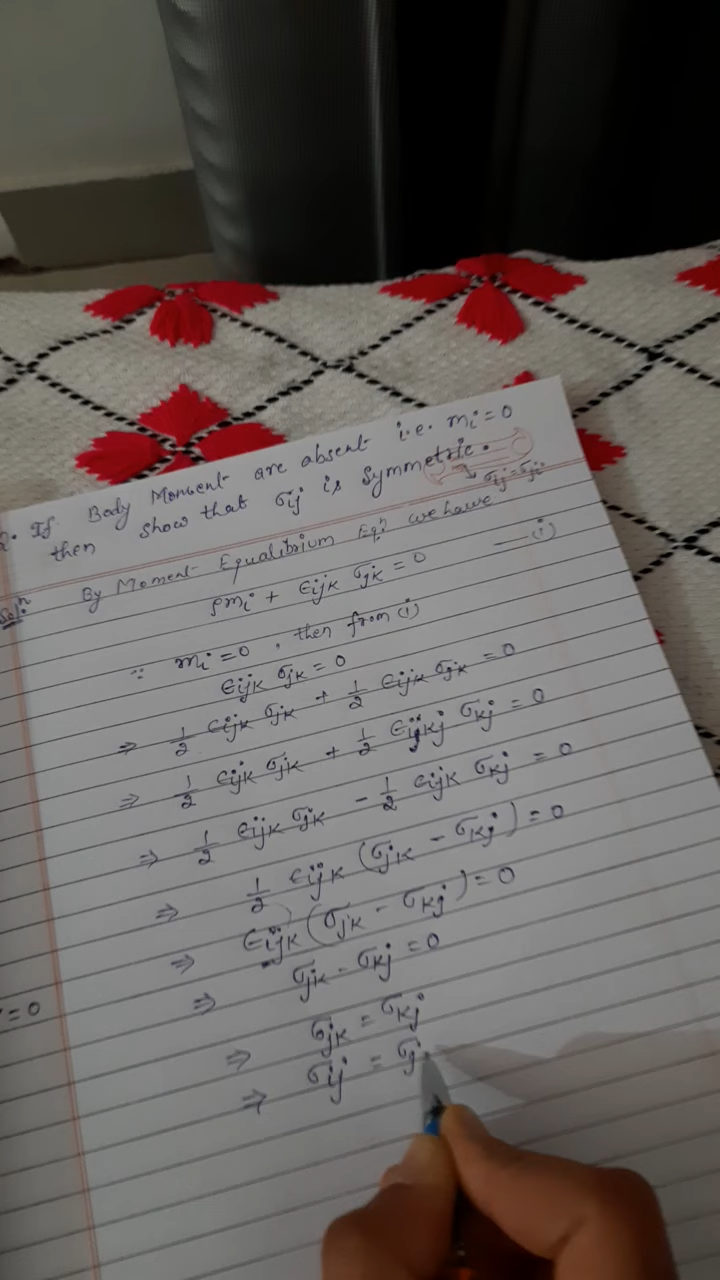 Q. If Body Moment are absent i.e. mᵢ = 0
then show that σij is Symmetric.
→ σij = σji
Solⁿ By Moment Equalibrium Eqⁿ we have
ρmᵢ + ϵijk σjk = 0 —(i)
∵ mᵢ = 0, then from (i)
ϵijk σjk = 0
⇒ 1/2 ϵijk σjk + 1/2 ϵijk σjk = 0
⇒ 1/2 ϵijk σjk + 1/2 ϵikj σkj = 0
⇒ 1/2 ϵijk σjk - 1/2 ϵijk σkj = 0
⇒ 1/2 ϵijk (σjk - σkj) = 0
⇒ ϵijk (σjk - σkj) = 0
⇒ σjk - σkj = 0
= 0
⇒ σjk = σkj
⇒ σij = σj